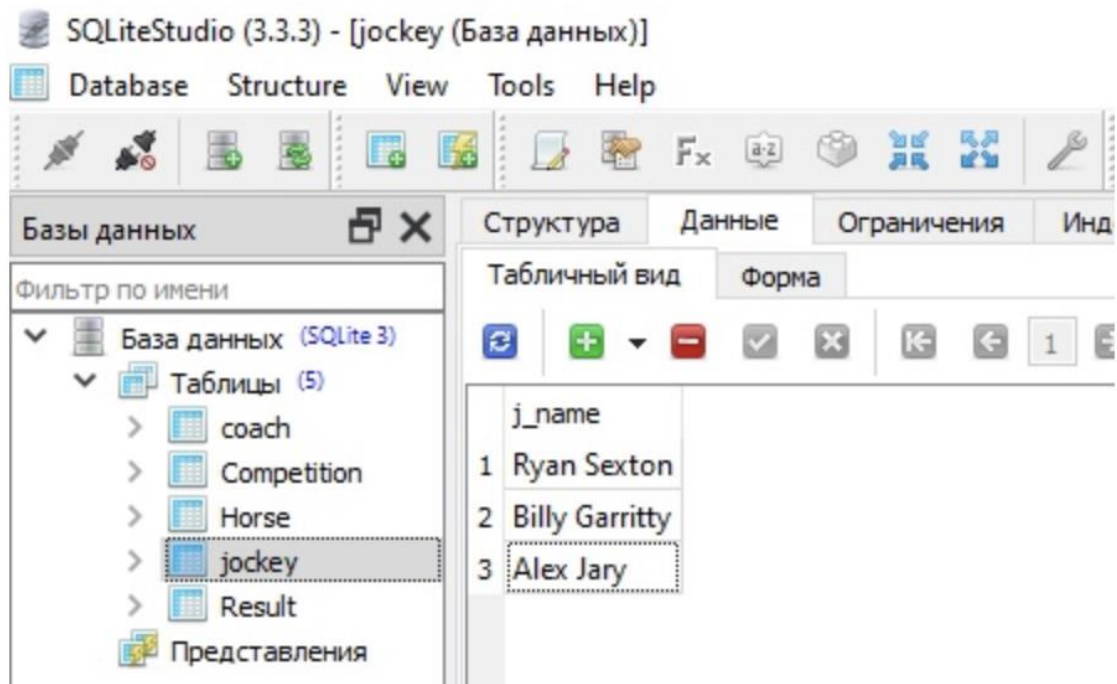 SQLiteStudio (3.3.3) - [jockey (База данных)]
Database Structure View Tools Help
Fx a·z
Базы данных
Структура Данные Ограничения Инд
Фильтр по имени
Табличный вид Форма
1
База данных (SQLite 3)
Таблицы (5)
coach
Competition
Horse
jockey
Result
Представления
j_name
1 Ryan Sexton
2 Billy Garritty
3 Alex Jary